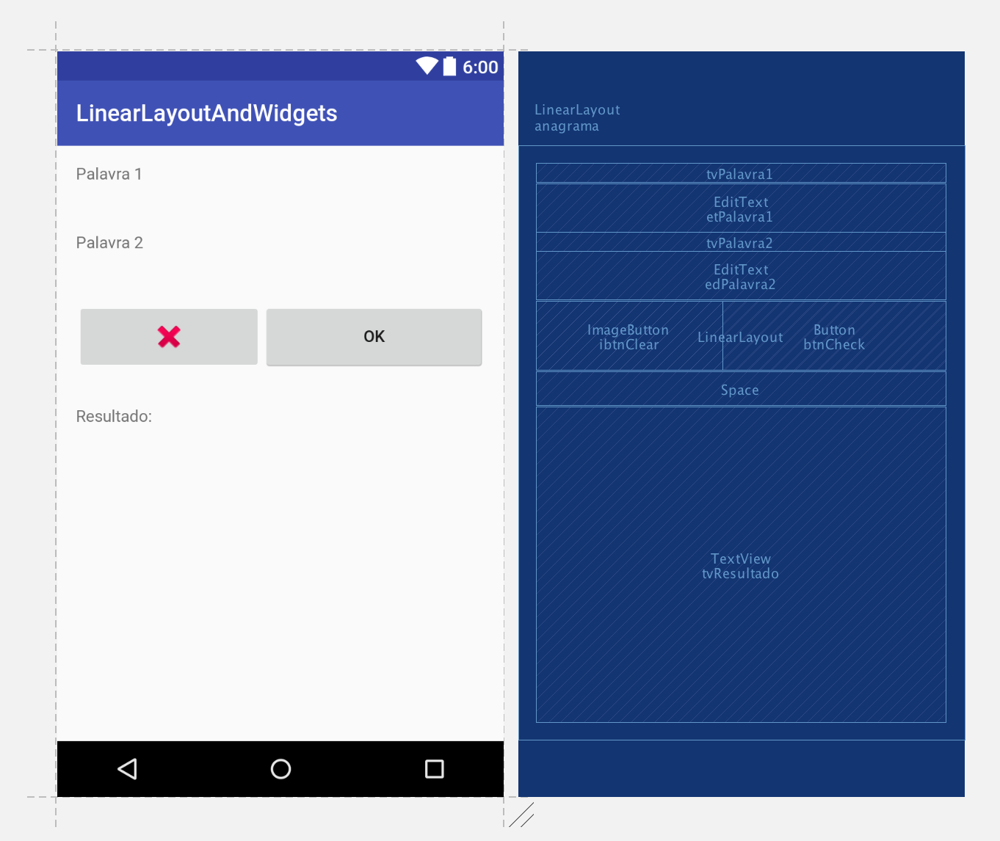 6:00
LinearLayoutAndWidgets
Palavra 1
Palavra 2
OK
Resultado:
LinearLayout
anagrama
tvPalavra1
EditText
etPalavra1
tvPalavra2
EditText
edPalavra2
ImageButton
ibtnClear
LinearLayout
Button
btnCheck
Space
TextView
tvResultado